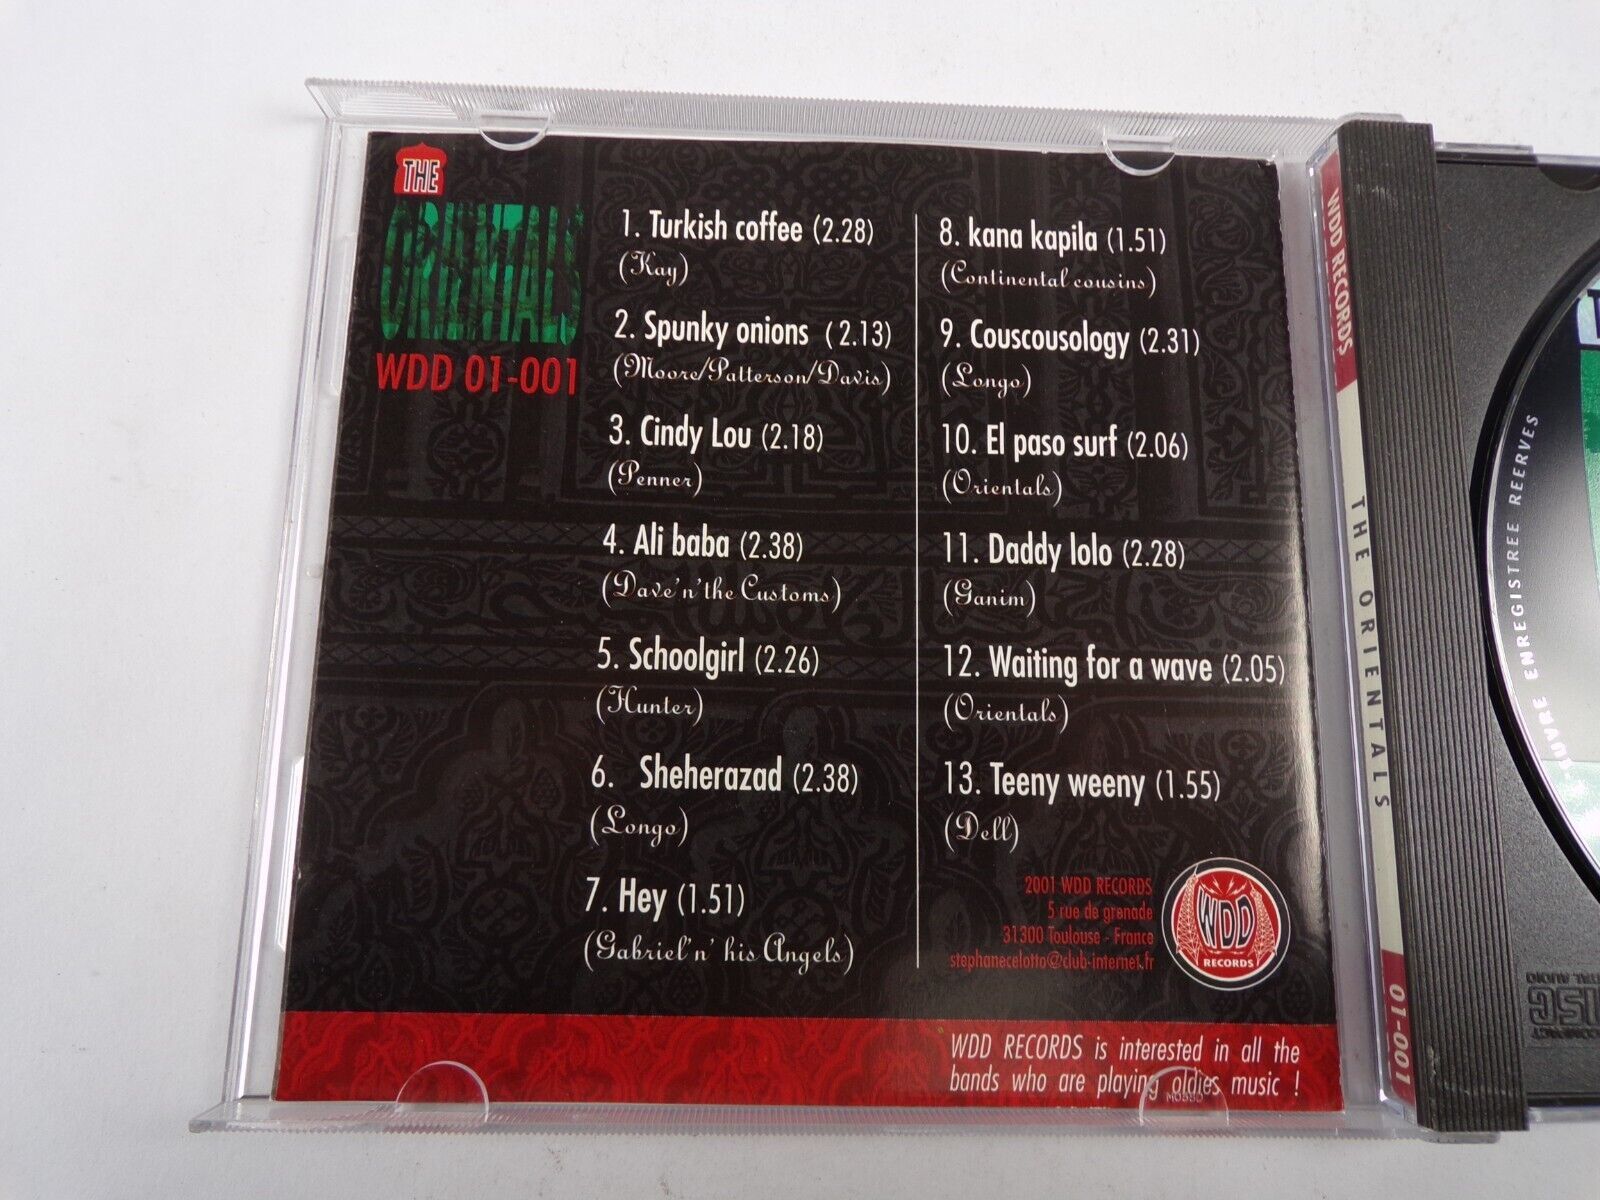 THE
ORIENTALS
WDD 01-001
1. Turkish coffee (2.28)
(Kay)
2. Spunky onions (2.13)
(Moore/Patterson/Davis)
3. Cindy Lou (2.18)
(Penner)
4. Ali baba (2.38)
(Dave'n'the Customs)
5. Schoolgirl (2.26)
(Hunter)
6. Sheherazad (2.38)
(Longo)
7. Hey (1.51)
(Gabriel'n' his Angels)
8. kana kapila (1.51)
(Continental cousins)
9. Couscousology (2.31)
(Longo)
10. El paso surf (2.06)
(Orientals)
11. Daddy lolo (2.28)
(Ganim)
12. Waiting for a wave (2.05)
(Orientals)
13. Teeny weeny (1.55)
(Dell)
2001 WDD RECORDS
5 rue de grenade
31300 Toulouse - France
stephanecelotto@club-internet.fr
WDD
RECORDS
WDD RECORDS is interested in all the
bands who are playing oldies music !
WDD RECORDS
THE ORIENTALS
01-001
ENREGISTREE REERVES